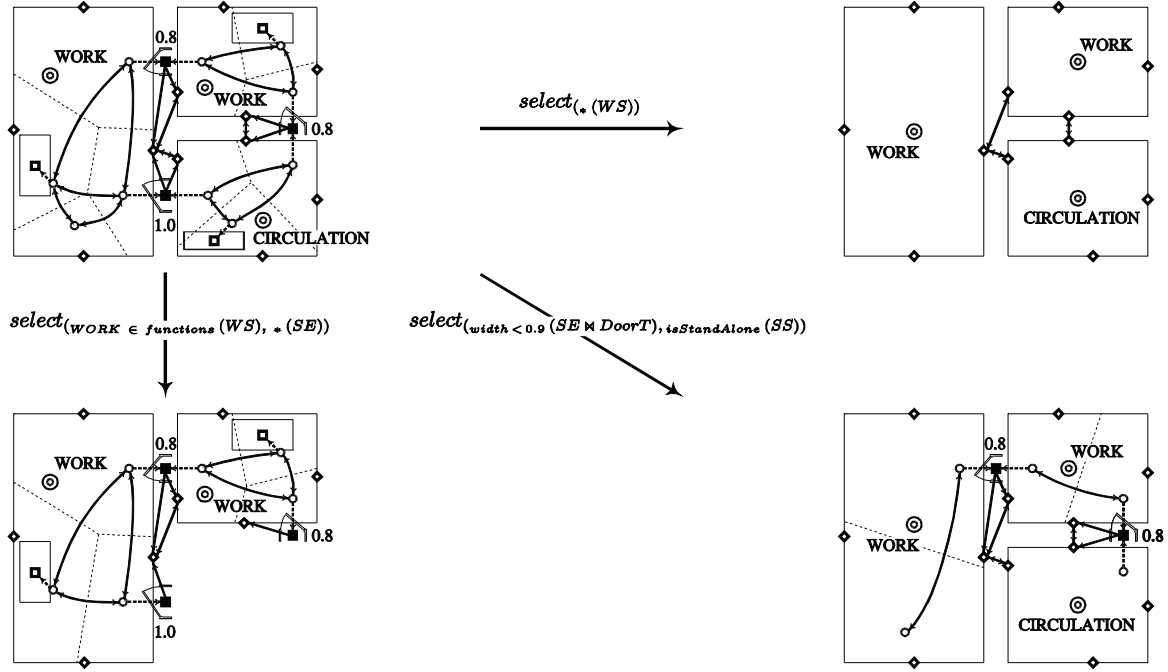 0.8
WORK
WORK
0.8
1.0
CIRCULATION
select(* (WS))
WORK
WORK
CIRCULATION
select(WORK ∈ functions (WS), * (SE))
select(width < 0.9 (SE ⋈ DoorT), isStandAlone (SS))
0.8
WORK
WORK
0.8
1.0
0.8
WORK
WORK
0.8
CIRCULATION